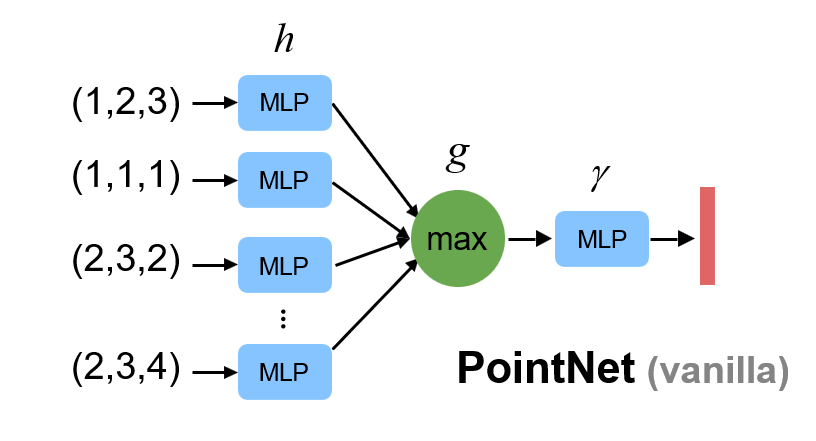 h
(1,2,3) MLP
(1,1,1) MLP
g
γ
(2,3,2) MLP
max
MLP
⋮
(2,3,4) MLP
PointNet (vanilla)